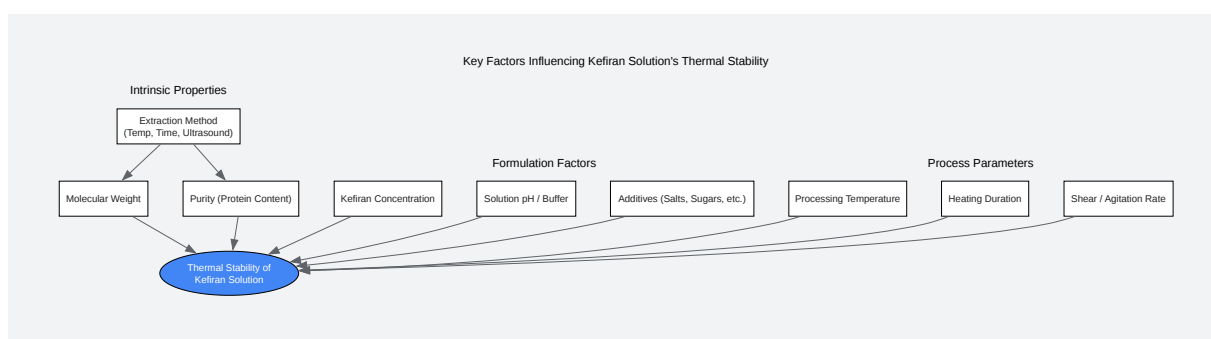 Key Factors Influencing Kefiran Solution's Thermal Stability
Intrinsic Properties
Extraction Method
(Temp, Time, Ultrasound)
Formulation Factors
Process Parameters
Molecular Weight
Purity (Protein Content)
Kefiran Concentration
Solution pH / Buffer
Additives (Salts, Sugars, etc.)
Processing Temperature
Heating Duration
Shear / Agitation Rate
Thermal Stability of
Kefiran Solution